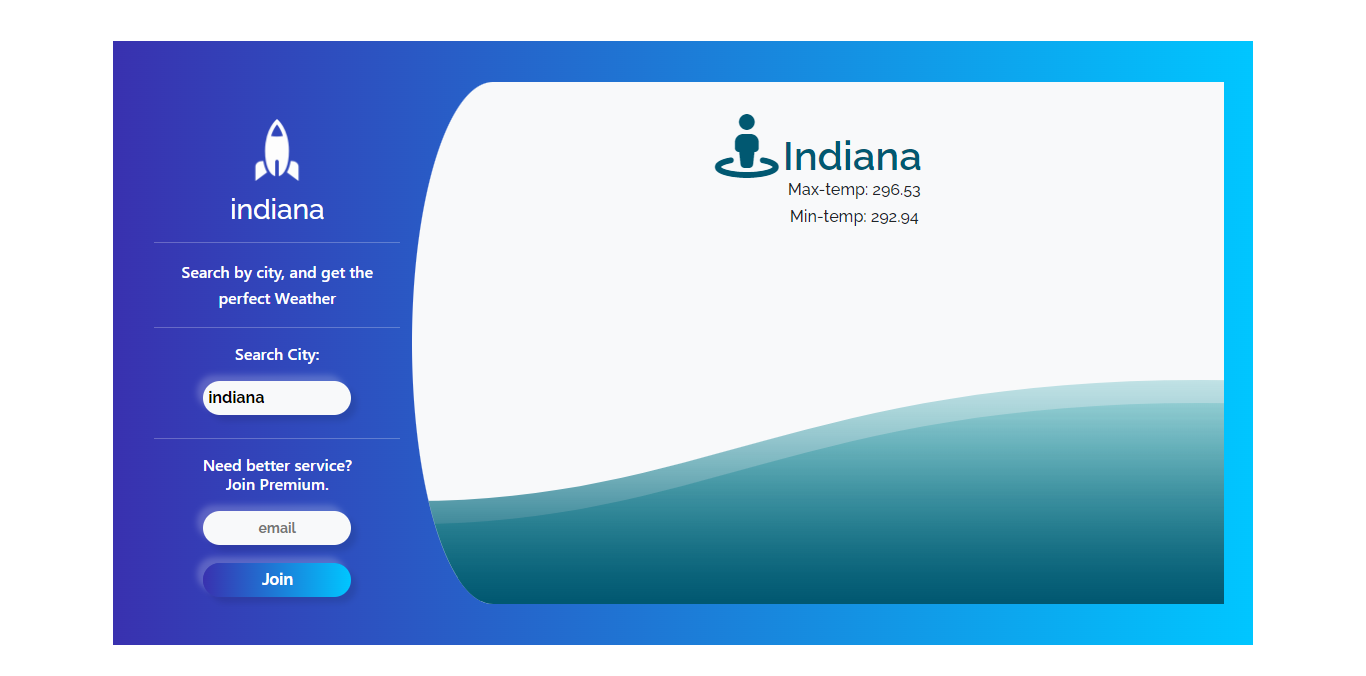 indiana
Search by city, and get the
perfect Weather
Search City:
indiana
Need better service?
Join Premium.
email
Join
Indiana
Max-temp: 296.53
Min-temp: 292.94